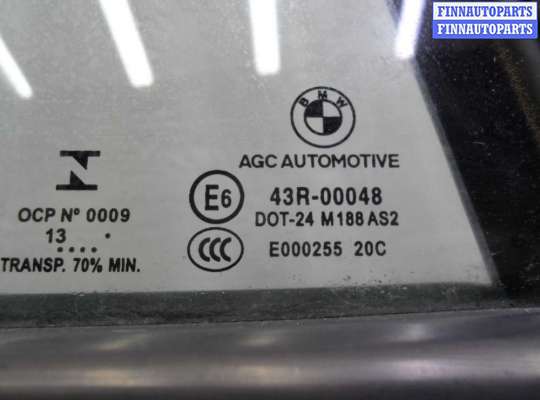 FINNAUTOPARTS
FINNAUTOPARTS
BMW
AGC AUTOMOTIVE
E6 43R-00048
DOT-24 M188 AS2
CCC E000255 20C
OCP Nº 0009
13
TRANSP. 70% MIN.